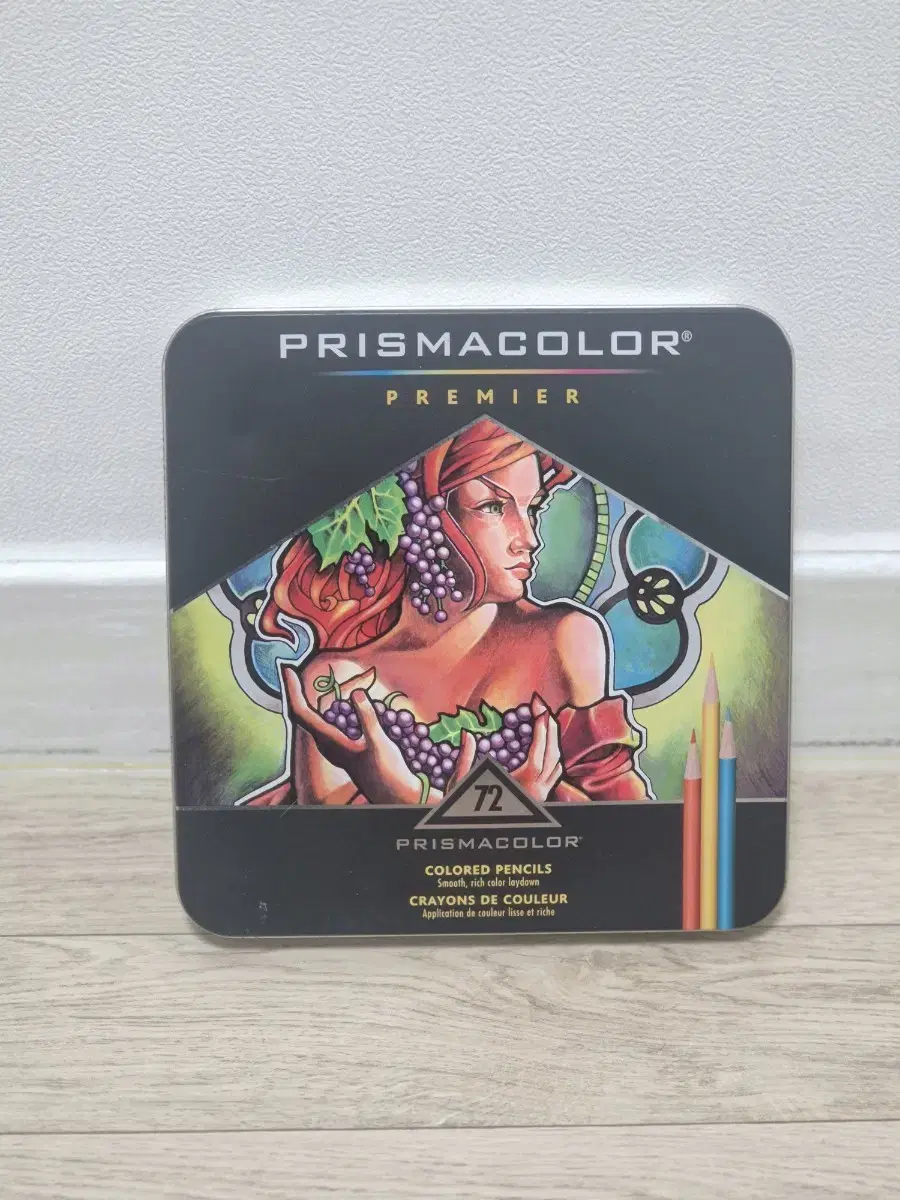 PRISMACOLOR®
PREMIER
72
PRISMACOLOR®
COLORED PENCILS
Smooth, rich color laydown
CRAYONS DE COULEUR
Application de couleur lisse et riche